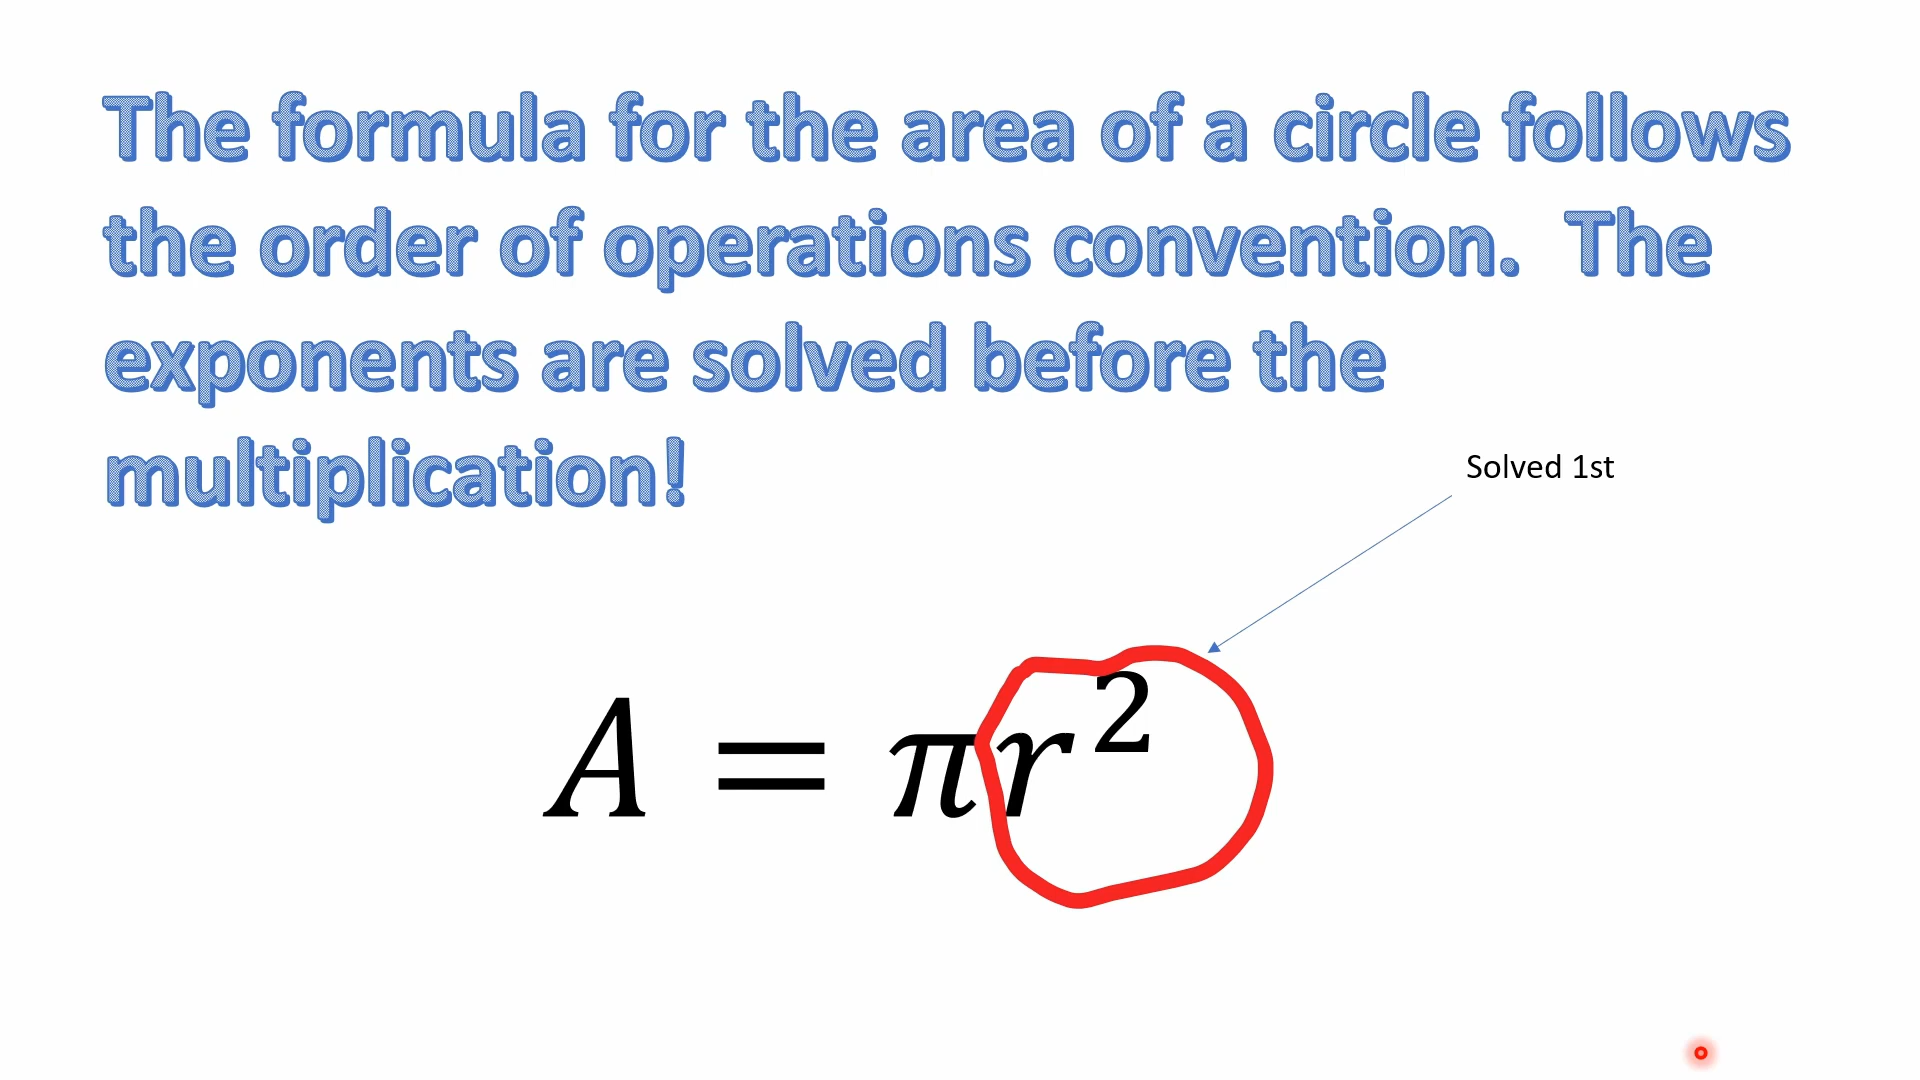 The formula for the area of a circle follows
the order of operations convention.  The
exponents are solved before the
multiplication!
Solved 1st
A = πr²